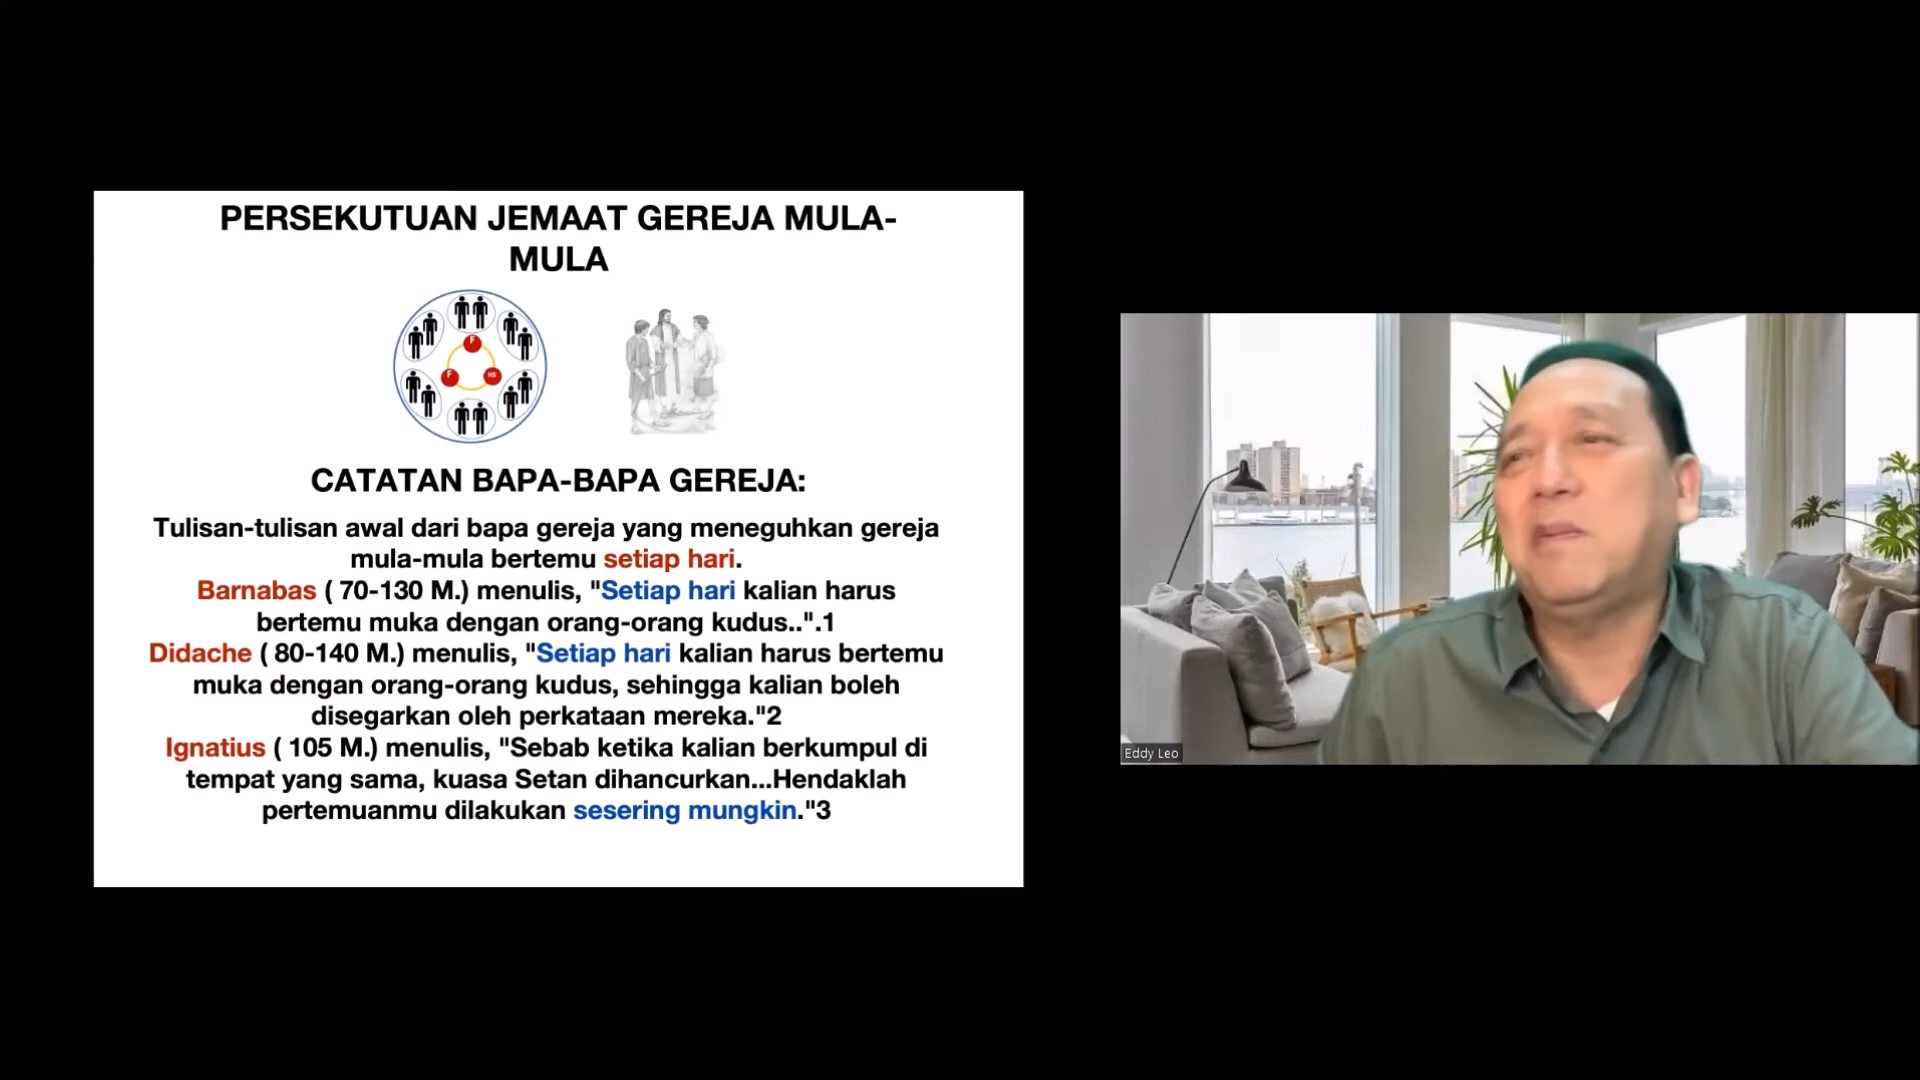 PERSEKUTUAN JEMAAT GEREJA MULA-
MULA
F
F
HS
CATATAN BAPA-BAPA GEREJA:
Tulisan-tulisan awal dari bapa gereja yang meneguhkan gereja
mula-mula bertemu setiap hari.
Barnabas ( 70-130 M.) menulis, "Setiap hari kalian harus
bertemu muka dengan orang-orang kudus..".1
Didache ( 80-140 M.) menulis, "Setiap hari kalian harus bertemu
muka dengan orang-orang kudus, sehingga kalian boleh
disegarkan oleh perkataan mereka."2
Ignatius ( 105 M.) menulis, "Sebab ketika kalian berkumpul di
tempat yang sama, kuasa Setan dihancurkan...Hendaklah
pertemuanmu dilakukan sesering mungkin."3
Eddy Leo